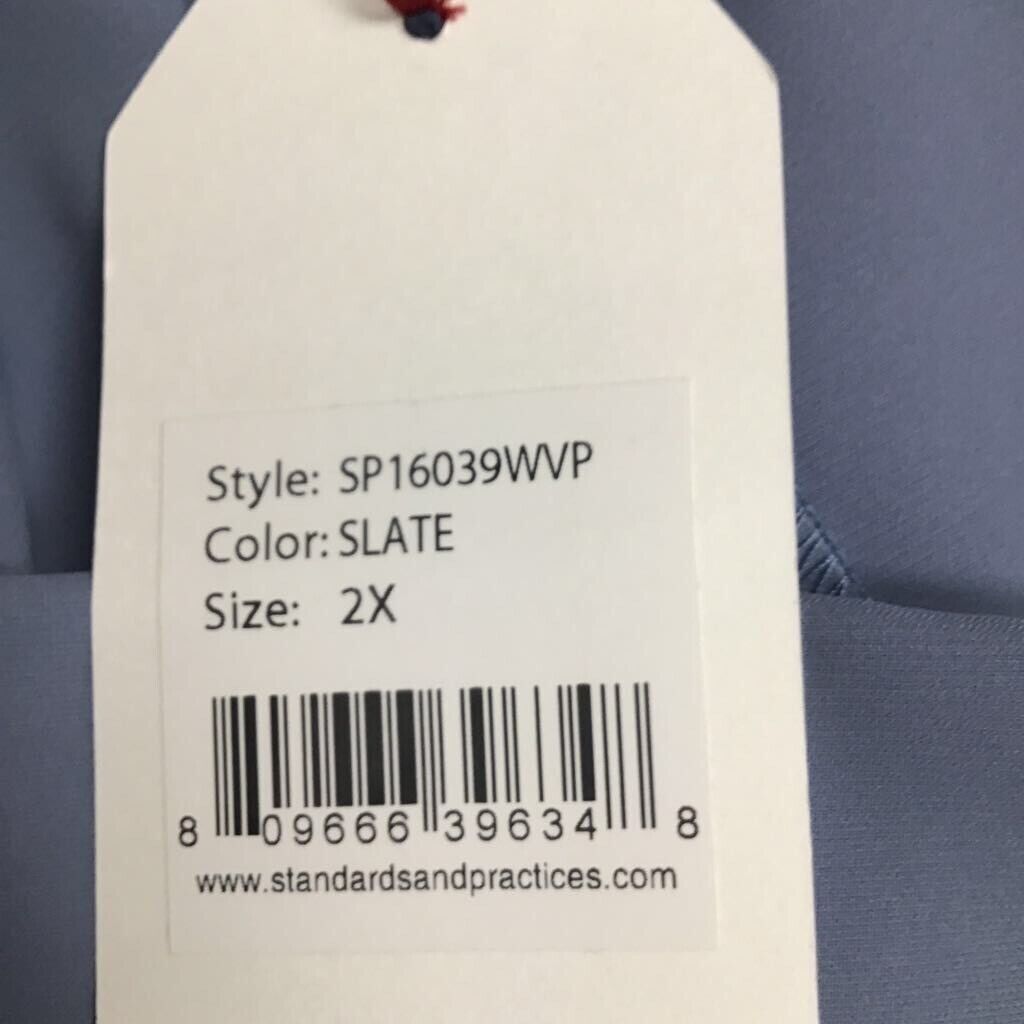 Style: SP16039WVP
Color: SLATE
Size: 2X
8 09666 39634 8
www.standardsandpractices.com